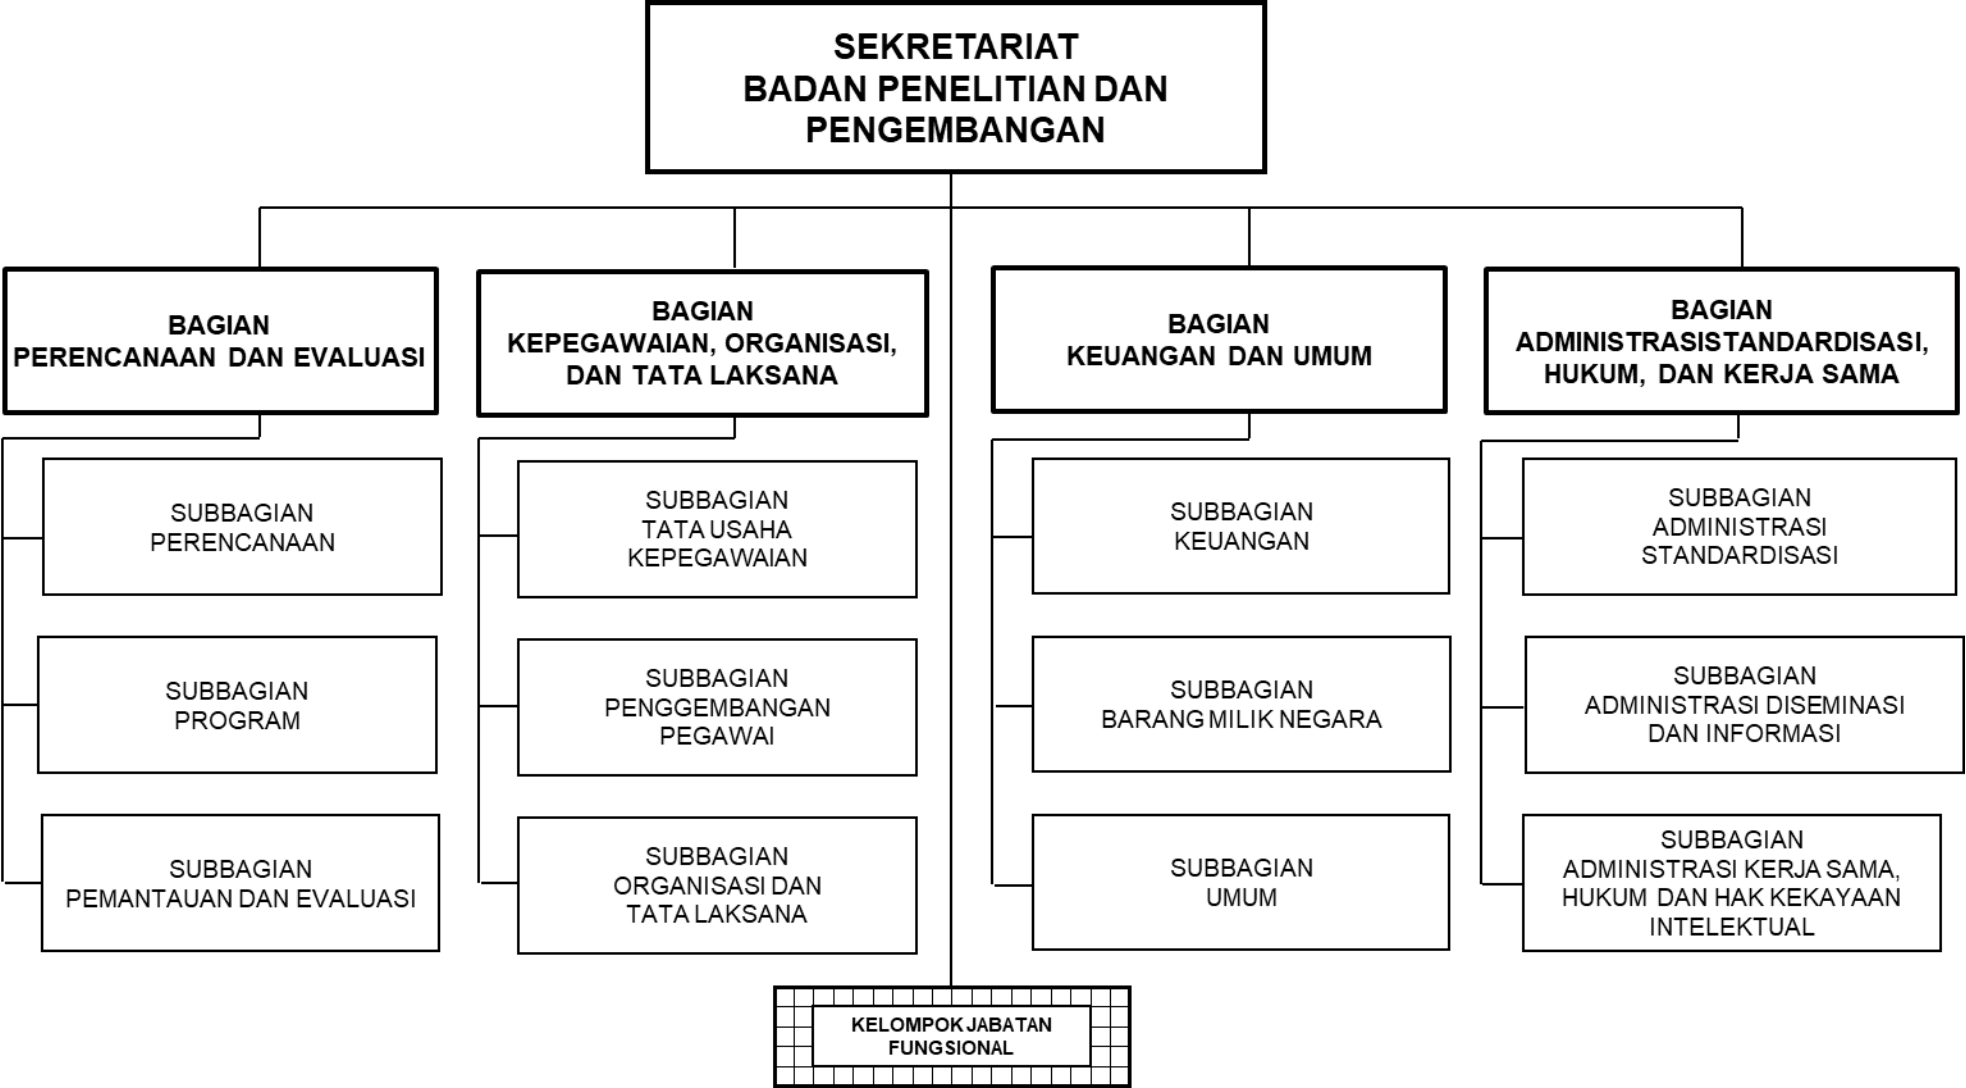 SEKRETARIAT
BADAN PENELITIAN DAN
PENGEMBANGAN
BAGIAN
PERENCANAAN DAN EVALUASI
BAGIAN
KEPEGAWAIAN, ORGANISASI,
DAN TATA LAKSANA
BAGIAN
KEUANGAN DAN UMUM
BAGIAN
ADMINISTRASISTANDARDISASI,
HUKUM, DAN KERJA SAMA
SUBBAGIAN
PERENCANAAN
SUBBAGIAN
TATA USAHA
KEPEGAWAIAN
SUBBAGIAN
KEUANGAN
SUBBAGIAN
ADMINISTRASI
STANDARDISASI
SUBBAGIAN
PROGRAM
SUBBAGIAN
PENGGEMBANGAN
PEGAWAI
SUBBAGIAN
BARANG MILIK NEGARA
SUBBAGIAN
ADMINISTRASI DISEMINASI
DAN INFORMASI
SUBBAGIAN
PEMANTAUAN DAN EVALUASI
SUBBAGIAN
ORGANISASI DAN
TATA LAKSANA
SUBBAGIAN
UMUM
SUBBAGIAN
ADMINISTRASI KERJA SAMA,
HUKUM DAN HAK KEKAYAAN
INTELEKTUAL
KELOMPOK JABATAN
FUNGSIONAL